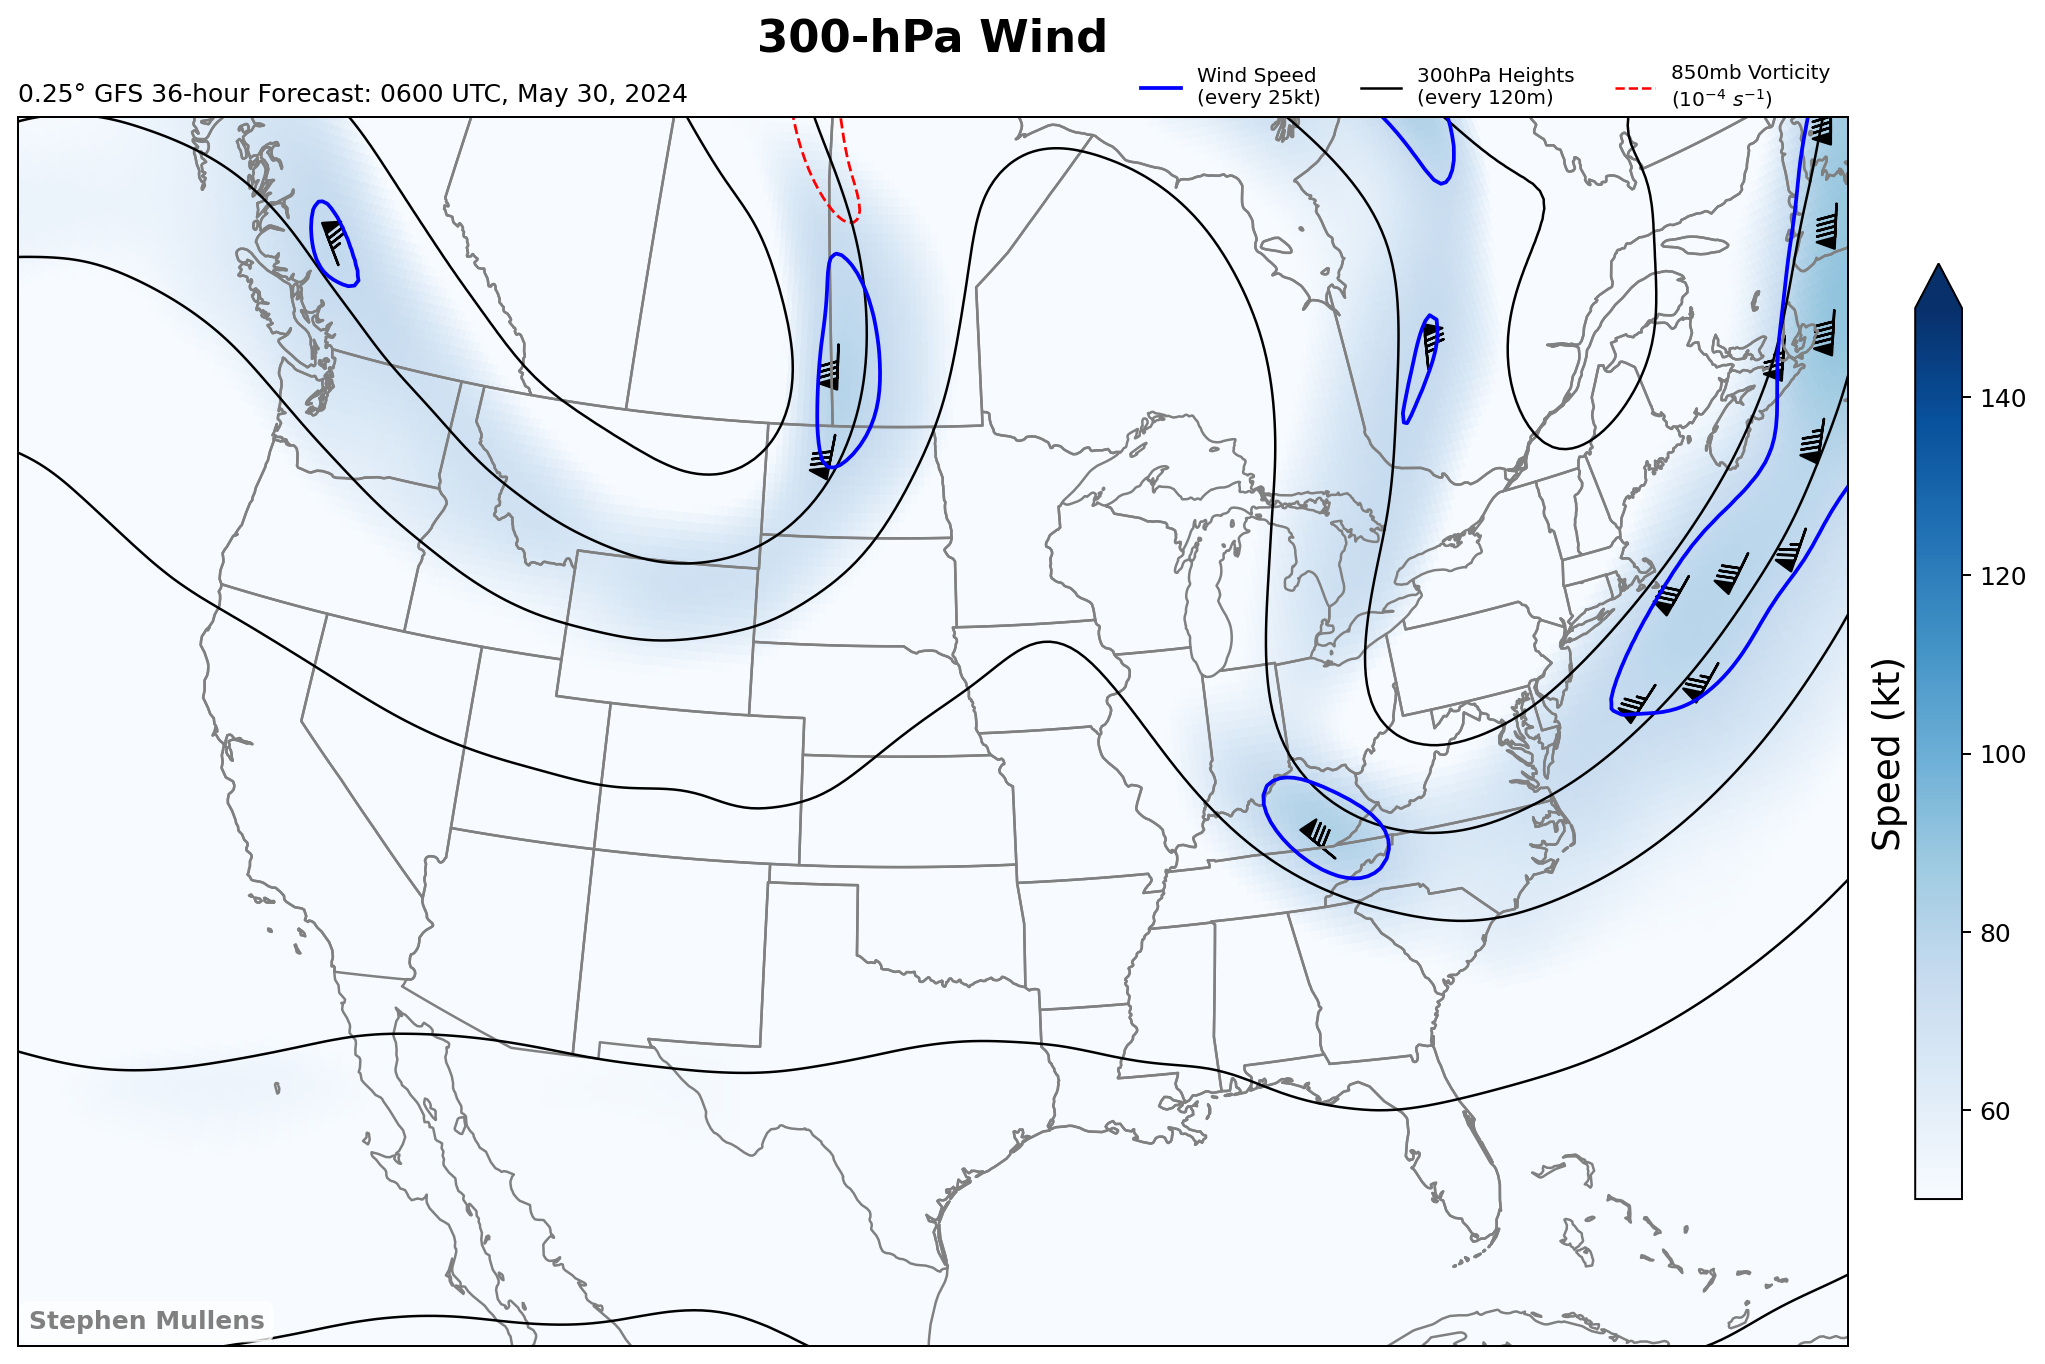 300-hPa Wind
0.25° GFS 36-hour Forecast: 0600 UTC, May 30, 2024
Wind Speed
(every 25kt)
300hPa Heights
(every 120m)
850mb Vorticity
(10⁻⁴ s⁻¹)
140
120
100
80
60
Speed (kt)
Stephen Mullens